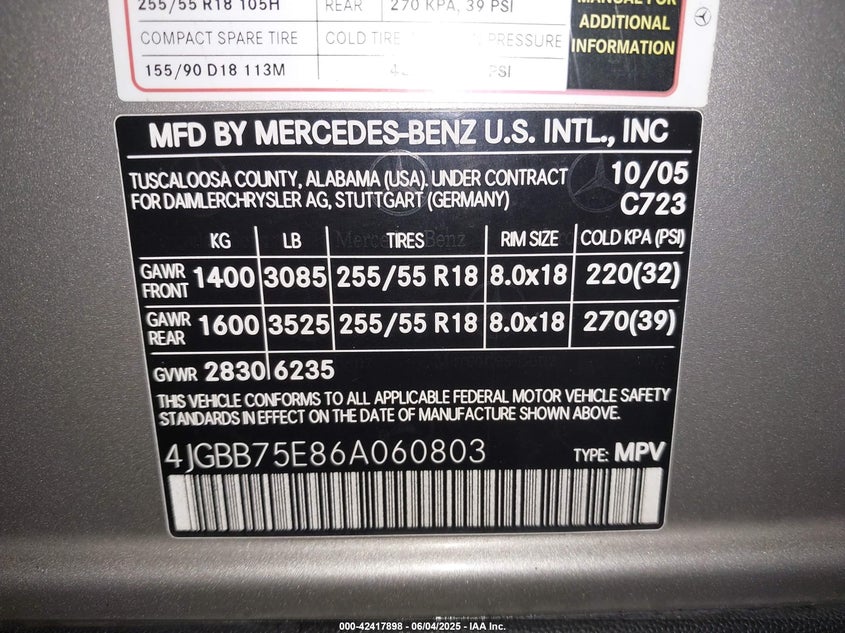 255/55 R18 105H REAR 270 KPA, 39 PSI
MANUAL FOR
ADDITIONAL
INFORMATION
COMPACT SPARE TIRE COLD TIRE PRESSURE
155/90 D18 113M PSI
MFD BY MERCEDES-BENZ U.S. INTL., INC
TUSCALOOSA COUNTY, ALABAMA (USA). UNDER CONTRACT 10/05
FOR DAIMLERCHRYSLER AG, STUTTGART (GERMANY) C723
KG LB TIRES RIM SIZE COLD KPA (PSI)
GAWR FRONT 1400 3085 255/55 R18 8.0x18 220(32)
GAWR REAR 1600 3525 255/55 R18 8.0x18 270(39)
GVWR 2830 6235
THIS VEHICLE CONFORMS TO ALL APPLICABLE FEDERAL MOTOR VEHICLE SAFETY
STANDARDS IN EFFECT ON THE DATE OF MANUFACTURE SHOWN ABOVE.
4JGBB75E86A060803 TYPE: MPV
000-42417898 - 06/04/2025 - IAA Inc.